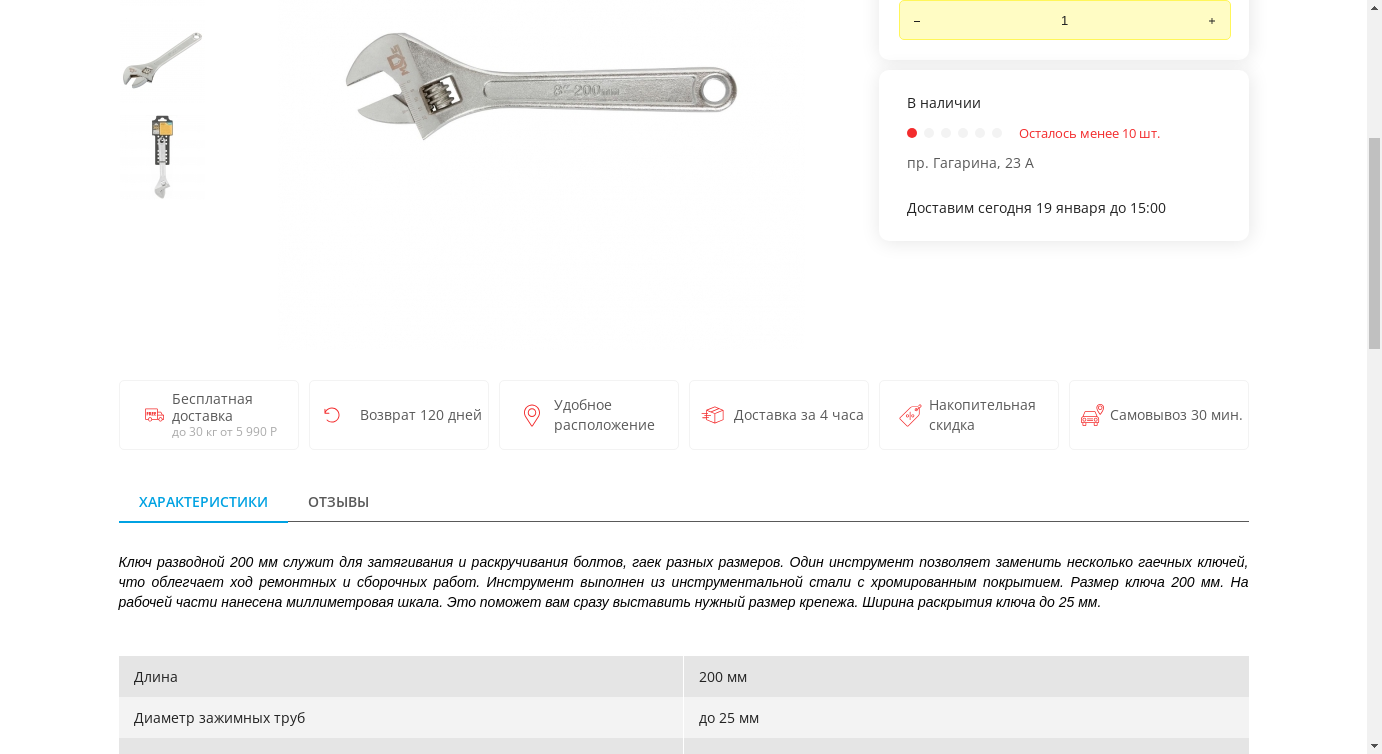 − 1 +
8"-200мм
В наличии
Осталось менее 10 шт.
пр. Гагарина, 23 А
Доставим сегодня 19 января до 15:00
FREE
Бесплатная
доставка
до 30 кг от 5 990 Р
Возврат 120 дней
Удобное
расположение
Доставка за 4 часа
Накопительная
скидка
Самовывоз 30 мин.
ХАРАКТЕРИСТИКИ ОТЗЫВЫ
Ключ разводной 200 мм служит для затягивания и раскручивания болтов, гаек разных размеров. Один инструмент позволяет заменить несколько гаечных ключей,
что облегчает ход ремонтных и сборочных работ. Инструмент выполнен из инструментальной стали с хромированным покрытием. Размер ключа 200 мм. На
рабочей части нанесена миллиметровая шкала. Это поможет вам сразу выставить нужный размер крепежа. Ширина раскрытия ключа до 25 мм.
Длина 200 мм
Диаметр зажимных труб до 25 мм